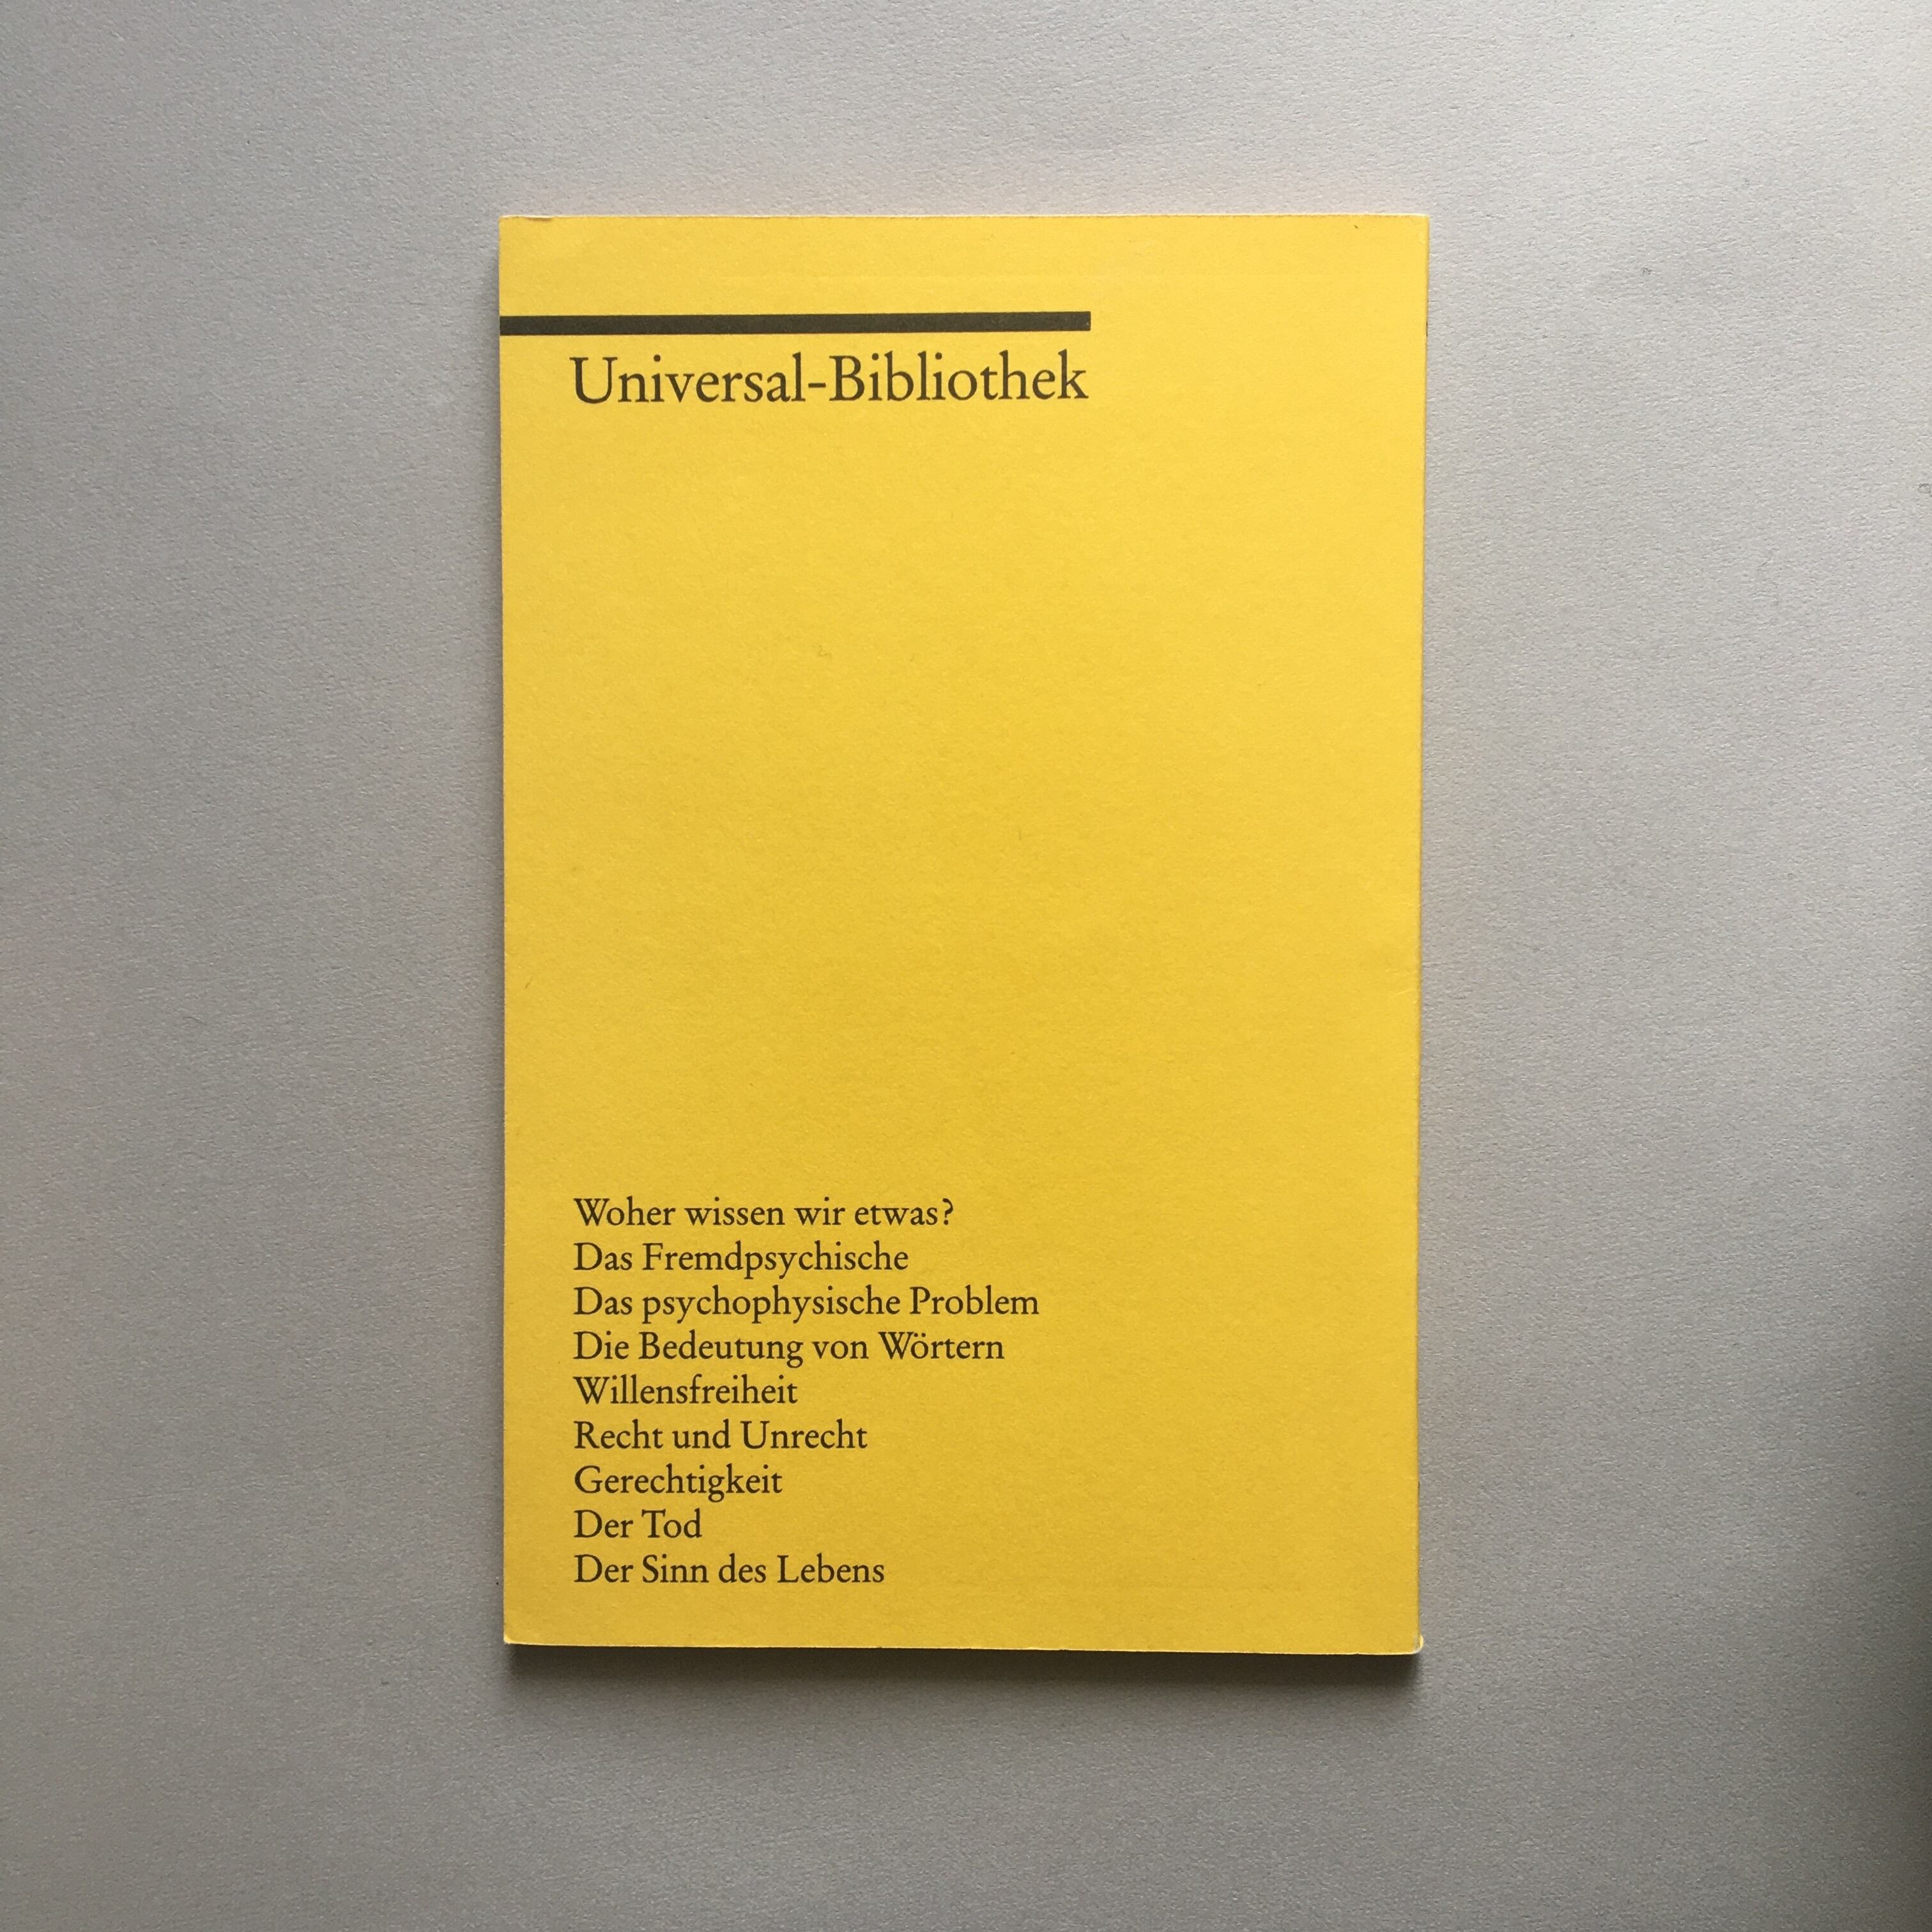 Universal-Bibliothek
Woher wissen wir etwas?
Das Fremdpsychische
Das psychophysische Problem
Die Bedeutung von Wörtern
Willensfreiheit
Recht und Unrecht
Gerechtigkeit
Der Tod
Der Sinn des Lebens